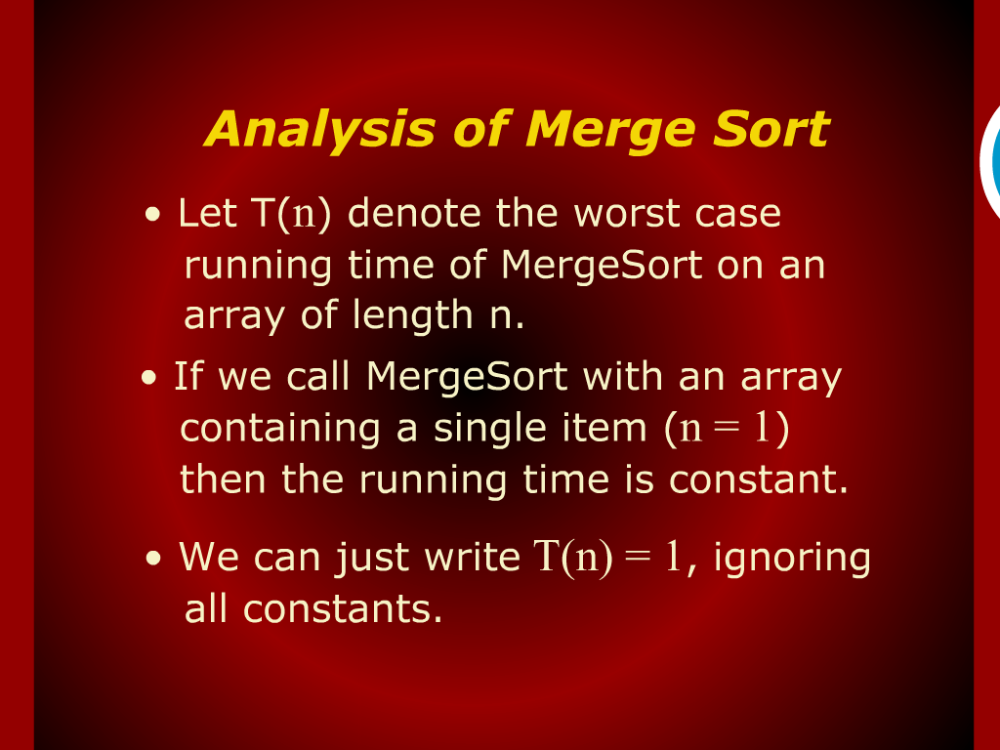 Analysis of Merge Sort
• Let T(n) denote the worst case
running time of MergeSort on an
array of length n.
• If we call MergeSort with an array
containing a single item (n = 1)
then the running time is constant.
• We can just write T(n) = 1, ignoring
all constants.